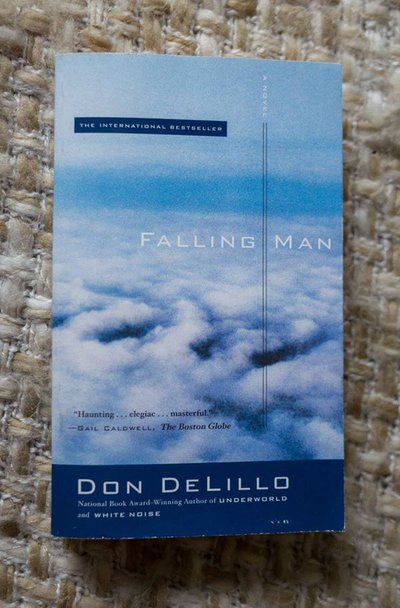 A NOVEL
THE INTERNATIONAL BESTSELLER
FALLING MAN
"Haunting . . . elegiac . . . masterful."
—GAIL CALDWELL, The Boston Globe
DON DELILLO
National Book Award–Winning Author of UNDERWORLD
and WHITE NOISE